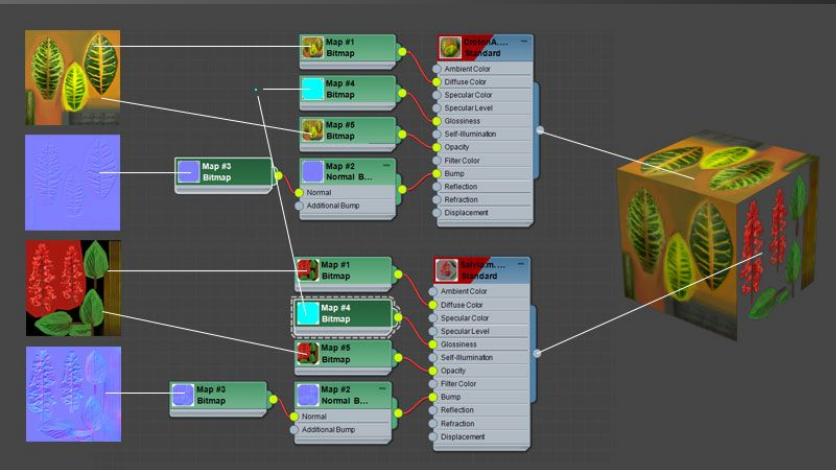 Map #1
Bitmap
Map #4
Bitmap
Map #5
Bitmap
Map #3
Bitmap
Map #2
Normal B...
Normal
Additional Bump
CrotonA....
Standard
Ambient Color
Diffuse Color
Specular Color
Specular Level
Glossiness
Self-Illumination
Opacity
Filter Color
Bump
Reflection
Refraction
Displacement
Map #1
Bitmap
Map #4
Bitmap
Map #5
Bitmap
Map #3
Bitmap
Map #2
Normal B...
Normal
Additional Bump
Standard
Ambient Color
Diffuse Color
Specular Color
Specular Level
Glossiness
Self-Illumination
Opacity
Filter Color
Bump
Reflection
Refraction
Displacement